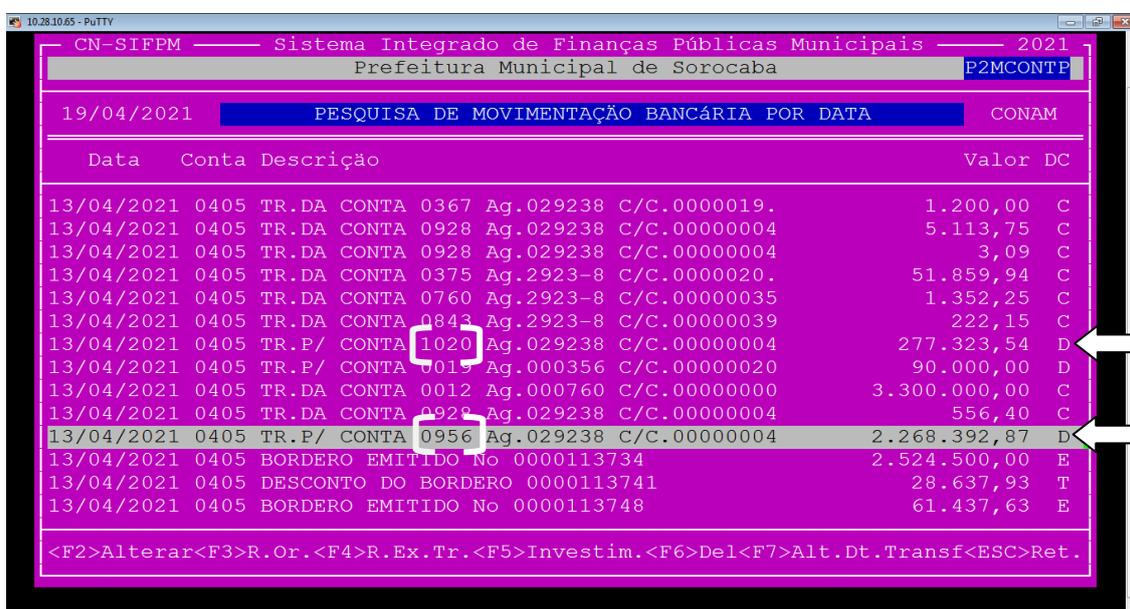 10.28.10.65 - PuTTY
CN-SIFPM Sistema Integrado de Finanças Públicas Municipais 2021
Prefeitura Municipal de Sorocaba P2MCONTP
19/04/2021 PESQUISA DE MOVIMENTAÇÄO BANCáRIA POR DATA CONAM
Data Conta Descriçäo Valor DC
13/04/2021 0405 TR.DA CONTA 0367 Ag.029238 C/C.0000019. 1.200,00 C
13/04/2021 0405 TR.DA CONTA 0928 Ag.029238 C/C.00000004 5.113,75 C
13/04/2021 0405 TR.DA CONTA 0928 Ag.029238 C/C.00000004 3,09 C
13/04/2021 0405 TR.DA CONTA 0375 Ag.2923-8 C/C.0000020. 51.859,94 C
13/04/2021 0405 TR.DA CONTA 0760 Ag.2923-8 C/C.00000035 1.352,25 C
13/04/2021 0405 TR.DA CONTA 0843 Ag.2923-8 C/C.00000039 222,15 C
13/04/2021 0405 TR.P/ CONTA 1020 Ag.029238 C/C.00000004 277.323,54 D
13/04/2021 0405 TR.P/ CONTA 0019 Ag.000356 C/C.00000020 90.000,00 D
13/04/2021 0405 TR.DA CONTA 0012 Ag.000760 C/C.00000000 3.300.000,00 C
13/04/2021 0405 TR.DA CONTA 0928 Ag.029238 C/C.00000004 556,40 C
13/04/2021 0405 TR.P/ CONTA 0956 Ag.029238 C/C.00000004 2.268.392,87 D
13/04/2021 0405 BORDERO EMITIDO No 0000113734 2.524.500,00 E
13/04/2021 0405 DESCONTO DO BORDERO 0000113741 28.637,93 T
13/04/2021 0405 BORDERO EMITIDO No 0000113748 61.437,63 E
<F2>Alterar<F3>R.Or.<F4>R.Ex.Tr.<F5>Investim.<F6>Del<F7>Alt.Dt.Transf<ESC>Ret.